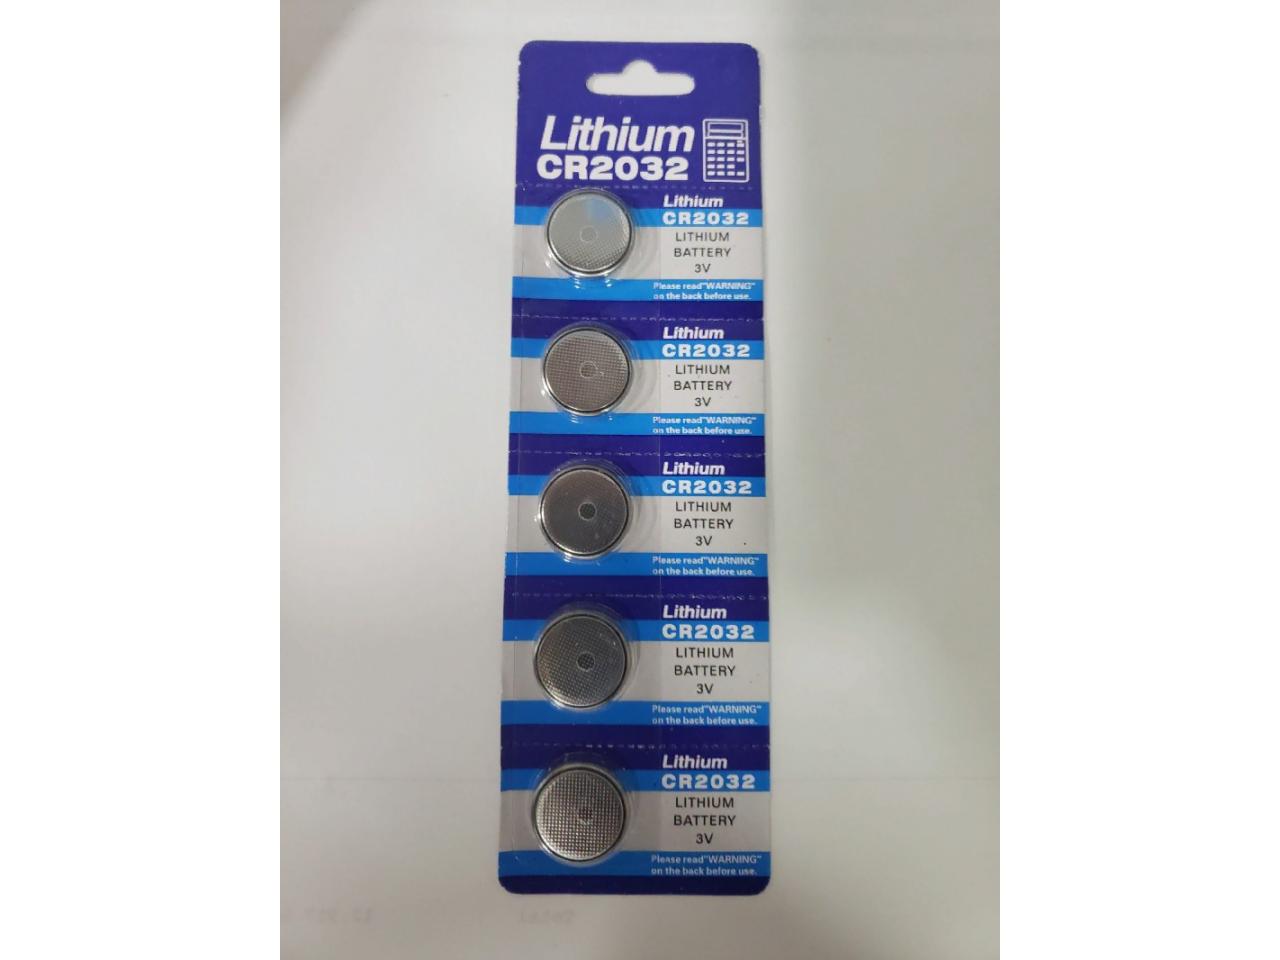 Lithium
CR2032
Lithium
CR2032
LITHIUM
BATTERY
3V
Please read"WARNING"
on the back before use.
Lithium
CR2032
LITHIUM
BATTERY
3V
Please read"WARNING"
on the back before use.
Lithium
CR2032
LITHIUM
BATTERY
3V
Please read"WARNING"
on the back before use.
Lithium
CR2032
LITHIUM
BATTERY
3V
Please read"WARNING"
on the back before use.
Lithium
CR2032
LITHIUM
BATTERY
3V
Please read"WARNING"
on the back before use.